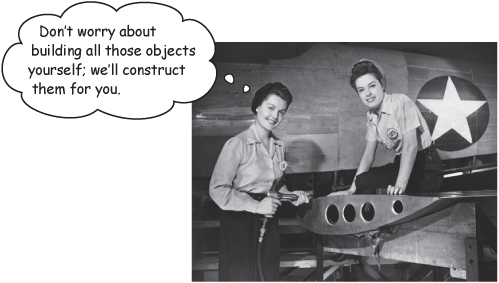 Don't worry about
building all those objects
yourself; we'll construct
them for you.